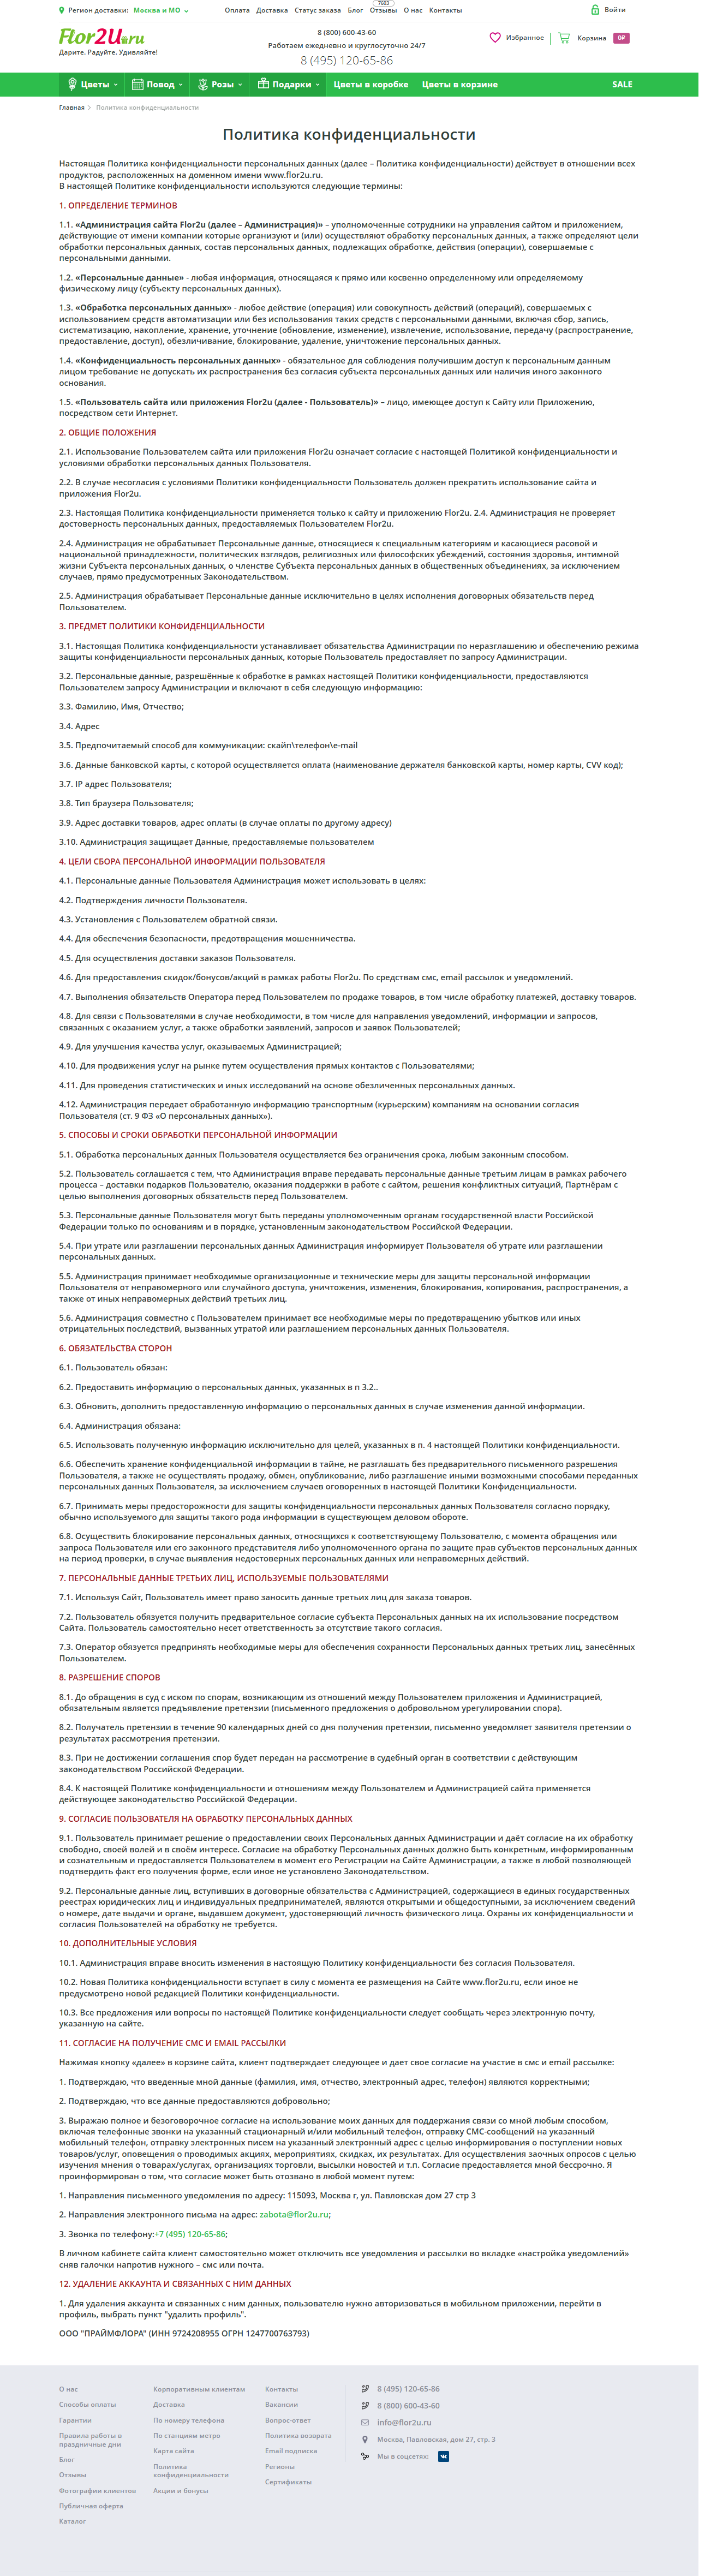 Регион доставки: Москва и МО
Оплата Доставка Статус заказа Блог Отзывы О нас Контакты
7603
Войти
Flor2U.ru
Дарите. Радуйте. Удивляйте!
8 (800) 600-43-60
Работаем ежедневно и круглосуточно 24/7
8 (495) 120-65-86
Избранное
Корзина 0₽
Цветы Повод Розы Подарки Цветы в коробке Цветы в корзине SALE
Главная Политика конфиденциальности
Политика конфиденциальности
Настоящая Политика конфиденциальности персональных данных (далее – Политика конфиденциальности) действует в отношении всех
продуктов, расположенных на доменном имени www.flor2u.ru.
В настоящей Политике конфиденциальности используются следующие термины:
1. ОПРЕДЕЛЕНИЕ ТЕРМИНОВ
1.1. «Администрация сайта Flor2u (далее – Администрация)» – уполномоченные сотрудники на управления сайтом и приложением,
действующие от имени компании которые организуют и (или) осуществляют обработку персональных данных, а также определяют цели
обработки персональных данных, состав персональных данных, подлежащих обработке, действия (операции), совершаемые с
персональными данными.
1.2. «Персональные данные» - любая информация, относящаяся к прямо или косвенно определенному или определяемому
физическому лицу (субъекту персональных данных).
1.3. «Обработка персональных данных» - любое действие (операция) или совокупность действий (операций), совершаемых с
использованием средств автоматизации или без использования таких средств с персональными данными, включая сбор, запись,
систематизацию, накопление, хранение, уточнение (обновление, изменение), извлечение, использование, передачу (распространение,
предоставление, доступ), обезличивание, блокирование, удаление, уничтожение персональных данных.
1.4. «Конфиденциальность персональных данных» - обязательное для соблюдения получившим доступ к персональным данным
лицом требование не допускать их распространения без согласия субъекта персональных данных или наличия иного законного
основания.
1.5. «Пользователь сайта или приложения Flor2u (далее - Пользователь)» – лицо, имеющее доступ к Сайту или Приложению,
посредством сети Интернет.
2. ОБЩИЕ ПОЛОЖЕНИЯ
2.1. Использование Пользователем сайта или приложения Flor2u означает согласие с настоящей Политикой конфиденциальности и
условиями обработки персональных данных Пользователя.
2.2. В случае несогласия с условиями Политики конфиденциальности Пользователь должен прекратить использование сайта и
приложения Flor2u.
2.3. Настоящая Политика конфиденциальности применяется только к сайту и приложению Flor2u. 2.4. Администрация не проверяет
достоверность персональных данных, предоставляемых Пользователем Flor2u.
2.4. Администрация не обрабатывает Персональные данные, относящиеся к специальным категориям и касающиеся расовой и
национальной принадлежности, политических взглядов, религиозных или философских убеждений, состояния здоровья, интимной
жизни Субъекта персональных данных, о членстве Субъекта персональных данных в общественных объединениях, за исключением
случаев, прямо предусмотренных Законодательством.
2.5. Администрация обрабатывает Персональные данные исключительно в целях исполнения договорных обязательств перед
Пользователем.
3. ПРЕДМЕТ ПОЛИТИКИ КОНФИДЕНЦИАЛЬНОСТИ
3.1. Настоящая Политика конфиденциальности устанавливает обязательства Администрации по неразглашению и обеспечению режима
защиты конфиденциальности персональных данных, которые Пользователь предоставляет по запросу Администрации.
3.2. Персональные данные, разрешённые к обработке в рамках настоящей Политики конфиденциальности, предоставляются
Пользователем запросу Администрации и включают в себя следующую информацию:
3.3. Фамилию, Имя, Отчество;
3.4. Адрес
3.5. Предпочитаемый способ для коммуникации: скайп\телефон\e-mail
3.6. Данные банковской карты, с которой осуществляется оплата (наименование держателя банковской карты, номер карты, CVV код);
3.7. IP адрес Пользователя;
3.8. Тип браузера Пользователя;
3.9. Адрес доставки товаров, адрес оплаты (в случае оплаты по другому адресу)
3.10. Администрация защищает Данные, предоставляемые пользователем
4. ЦЕЛИ СБОРА ПЕРСОНАЛЬНОЙ ИНФОРМАЦИИ ПОЛЬЗОВАТЕЛЯ
4.1. Персональные данные Пользователя Администрация может использовать в целях:
4.2. Подтверждения личности Пользователя.
4.3. Установления с Пользователем обратной связи.
4.4. Для обеспечения безопасности, предотвращения мошенничества.
4.5. Для осуществления доставки заказов Пользователя.
4.6. Для предоставления скидок/бонусов/акций в рамках работы Flor2u. По средствам смс, email рассылок и уведомлений.
4.7. Выполнения обязательств Оператора перед Пользователем по продаже товаров, в том числе обработку платежей, доставку товаров.
4.8. Для связи с Пользователями в случае необходимости, в том числе для направления уведомлений, информации и запросов,
связанных с оказанием услуг, а также обработки заявлений, запросов и заявок Пользователей;
4.9. Для улучшения качества услуг, оказываемых Администрацией;
4.10. Для продвижения услуг на рынке путем осуществления прямых контактов с Пользователями;
4.11. Для проведения статистических и иных исследований на основе обезличенных персональных данных.
4.12. Администрация передает обработанную информацию транспортным (курьерским) компаниям на основании согласия
Пользователя (ст. 9 ФЗ «О персональных данных»).
5. СПОСОБЫ И СРОКИ ОБРАБОТКИ ПЕРСОНАЛЬНОЙ ИНФОРМАЦИИ
5.1. Обработка персональных данных Пользователя осуществляется без ограничения срока, любым законным способом.
5.2. Пользователь соглашается с тем, что Администрация вправе передавать персональные данные третьим лицам в рамках рабочего
процесса – доставки подарков Пользователю, оказания поддержки в работе с сайтом, решения конфликтных ситуаций, Партнёрам с
целью выполнения договорных обязательств перед Пользователем.
5.3. Персональные данные Пользователя могут быть переданы уполномоченным органам государственной власти Российской
Федерации только по основаниям и в порядке, установленным законодательством Российской Федерации.
5.4. При утрате или разглашении персональных данных Администрация информирует Пользователя об утрате или разглашении
персональных данных.
5.5. Администрация принимает необходимые организационные и технические меры для защиты персональной информации
Пользователя от неправомерного или случайного доступа, уничтожения, изменения, блокирования, копирования, распространения, а
также от иных неправомерных действий третьих лиц.
5.6. Администрация совместно с Пользователем принимает все необходимые меры по предотвращению убытков или иных
отрицательных последствий, вызванных утратой или разглашением персональных данных Пользователя.
6. ОБЯЗАТЕЛЬСТВА СТОРОН
6.1. Пользователь обязан:
6.2. Предоставить информацию о персональных данных, указанных в п 3.2..
6.3. Обновить, дополнить предоставленную информацию о персональных данных в случае изменения данной информации.
6.4. Администрация обязана:
6.5. Использовать полученную информацию исключительно для целей, указанных в п. 4 настоящей Политики конфиденциальности.
6.6. Обеспечить хранение конфиденциальной информации в тайне, не разглашать без предварительного письменного разрешения
Пользователя, а также не осуществлять продажу, обмен, опубликование, либо разглашение иными возможными способами переданных
персональных данных Пользователя, за исключением случаев оговоренных в настоящей Политики Конфиденциальности.
6.7. Принимать меры предосторожности для защиты конфиденциальности персональных данных Пользователя согласно порядку,
обычно используемого для защиты такого рода информации в существующем деловом обороте.
6.8. Осуществить блокирование персональных данных, относящихся к соответствующему Пользователю, с момента обращения или
запроса Пользователя или его законного представителя либо уполномоченного органа по защите прав субъектов персональных данных
на период проверки, в случае выявления недостоверных персональных данных или неправомерных действий.
7. ПЕРСОНАЛЬНЫЕ ДАННЫЕ ТРЕТЬИХ ЛИЦ, ИСПОЛЬЗУЕМЫЕ ПОЛЬЗОВАТЕЛЯМИ
7.1. Используя Сайт, Пользователь имеет право заносить данные третьих лиц для заказа товаров.
7.2. Пользователь обязуется получить предварительное согласие субъекта Персональных данных на их использование посредством
Сайта. Пользователь самостоятельно несет ответственность за отсутствие такого согласия.
7.3. Оператор обязуется предпринять необходимые меры для обеспечения сохранности Персональных данных третьих лиц, занесённых
Пользователем.
8. РАЗРЕШЕНИЕ СПОРОВ
8.1. До обращения в суд с иском по спорам, возникающим из отношений между Пользователем приложения и Администрацией,
обязательным является предъявление претензии (письменного предложения о добровольном урегулировании спора).
8.2. Получатель претензии в течение 90 календарных дней со дня получения претензии, письменно уведомляет заявителя претензии о
результатах рассмотрения претензии.
8.3. При не достижении соглашения спор будет передан на рассмотрение в судебный орган в соответствии с действующим
законодательством Российской Федерации.
8.4. К настоящей Политике конфиденциальности и отношениям между Пользователем и Администрацией сайта применяется
действующее законодательство Российской Федерации.
9. СОГЛАСИЕ ПОЛЬЗОВАТЕЛЯ НА ОБРАБОТКУ ПЕРСОНАЛЬНЫХ ДАННЫХ
9.1. Пользователь принимает решение о предоставлении своих Персональных данных Администрации и даёт согласие на их обработку
свободно, своей волей и в своём интересе. Согласие на обработку Персональных данных должно быть конкретным, информированным
и сознательным и предоставляется Пользователем в момент его Регистрации на Сайте Администрации, а также в любой позволяющей
подтвердить факт его получения форме, если иное не установлено Законодательством.
9.2. Персональные данные лиц, вступивших в договорные обязательства с Администрацией, содержащиеся в единых государственных
реестрах юридических лиц и индивидуальных предпринимателей, являются открытыми и общедоступными, за исключением сведений
о номере, дате выдачи и органе, выдавшем документ, удостоверяющий личность физического лица. Охраны их конфиденциальности и
согласия Пользователей на обработку не требуется.
10. ДОПОЛНИТЕЛЬНЫЕ УСЛОВИЯ
10.1. Администрация вправе вносить изменения в настоящую Политику конфиденциальности без согласия Пользователя.
10.2. Новая Политика конфиденциальности вступает в силу с момента ее размещения на Сайте www.flor2u.ru, если иное не
предусмотрено новой редакцией Политики конфиденциальности.
10.3. Все предложения или вопросы по настоящей Политике конфиденциальности следует сообщать через электронную почту,
указанную на сайте.
11. СОГЛАСИЕ НА ПОЛУЧЕНИЕ СМС И EMAIL РАССЫЛКИ
Нажимая кнопку «далее» в корзине сайта, клиент подтверждает следующее и дает свое согласие на участие в смс и email рассылке:
1. Подтверждаю, что введенные мной данные (фамилия, имя, отчество, электронный адрес, телефон) являются корректными;
2. Подтверждаю, что все данные предоставляются добровольно;
3. Выражаю полное и безоговорочное согласие на использование моих данных для поддержания связи со мной любым способом,
включая телефонные звонки на указанный стационарный и/или мобильный телефон, отправку СМС-сообщений на указанный
мобильный телефон, отправку электронных писем на указанный электронный адрес с целью информирования о поступлении новых
товаров/услуг, оповещения о проводимых акциях, мероприятиях, скидках, их результатах. Для осуществления заочных опросов с целью
изучения мнения о товарах/услугах, организациях торговли, высылки новостей и т.п. Согласие предоставляется мной бессрочно. Я
проинформирован о том, что согласие может быть отозвано в любой момент путем:
1. Направления письменного уведомления по адресу: 115093, Москва г, ул. Павловская дом 27 стр 3
2. Направления электронного письма на адрес: zabota@flor2u.ru;
3. Звонка по телефону:+7 (495) 120-65-86;
В личном кабинете сайта клиент самостоятельно может отключить все уведомления и рассылки во вкладке «настройка уведомлений»
сняв галочки напротив нужного – смс или почта.
12. УДАЛЕНИЕ АККАУНТА И СВЯЗАННЫХ С НИМ ДАННЫХ
1. Для удаления аккаунта и связанных с ним данных, пользователю нужно авторизоваться в мобильном приложении, перейти в
профиль, выбрать пункт "удалить профиль".
ООО "ПРАЙМФЛОРА" (ИНН 9724208955 ОГРН 1247700763793)
О нас
Способы оплаты
Гарантии
Правила работы в
праздничные дни
Блог
Отзывы
Фотографии клиентов
Публичная оферта
Каталог
Корпоративным клиентам
Доставка
По номеру телефона
По станциям метро
Карта сайта
Политика
конфиденциальности
Акции и бонусы
Контакты
Вакансии
Вопрос-ответ
Политика возврата
Email подписка
Регионы
Сертификаты
8 (495) 120-65-86
8 (800) 600-43-60
info@flor2u.ru
Москва, Павловская, дом 27, стр. 3
Мы в соцсетях: